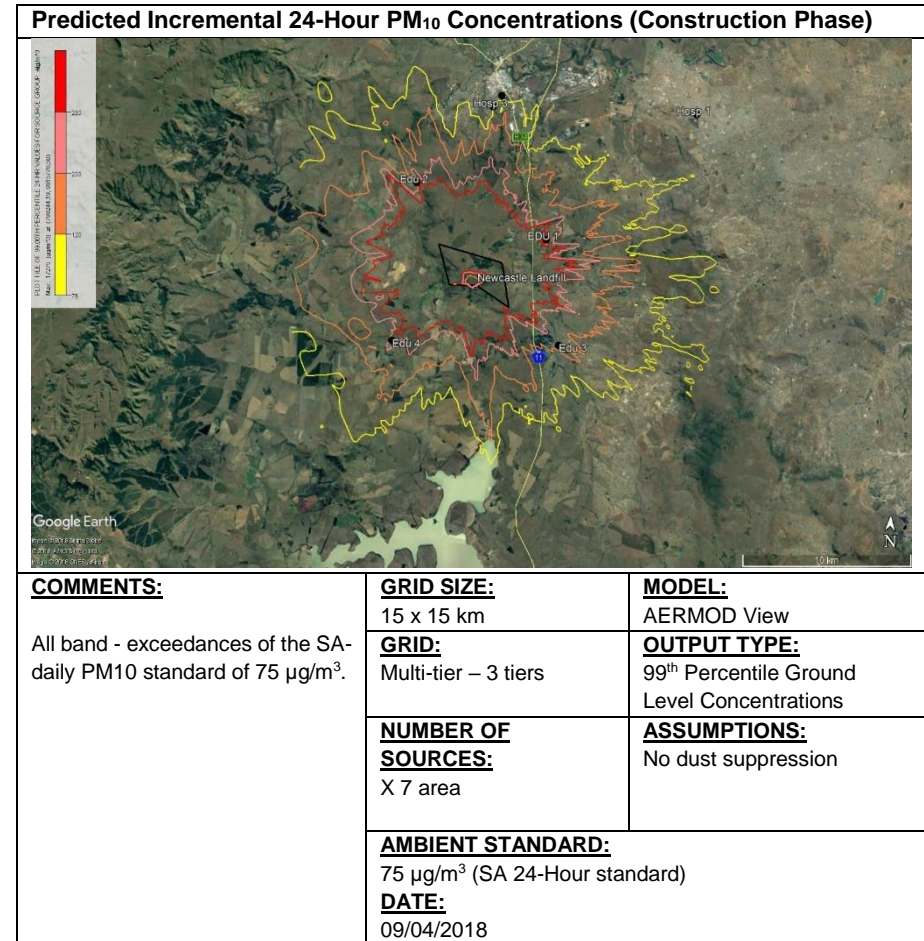 Predicted Incremental 24-Hour PM₁₀ Concentrations (Construction Phase)
250
200
75
Hosp 3
Hosp 1
Edu 2
EDU 1
Newcastle Landfill
Edu 4
Edu 3
11
Google Earth
N
10 km
COMMENTS:
All band - exceedances of the SA-
daily PM10 standard of 75 µg/m³.
GRID SIZE:
15 x 15 km
MODEL:
AERMOD View
GRID:
Multi-tier – 3 tiers
OUTPUT TYPE:
99ᵗʰ Percentile Ground
Level Concentrations
NUMBER OF
SOURCES:
X 7 area
ASSUMPTIONS:
No dust suppression
AMBIENT STANDARD:
75 µg/m³ (SA 24-Hour standard)
DATE:
09/04/2018